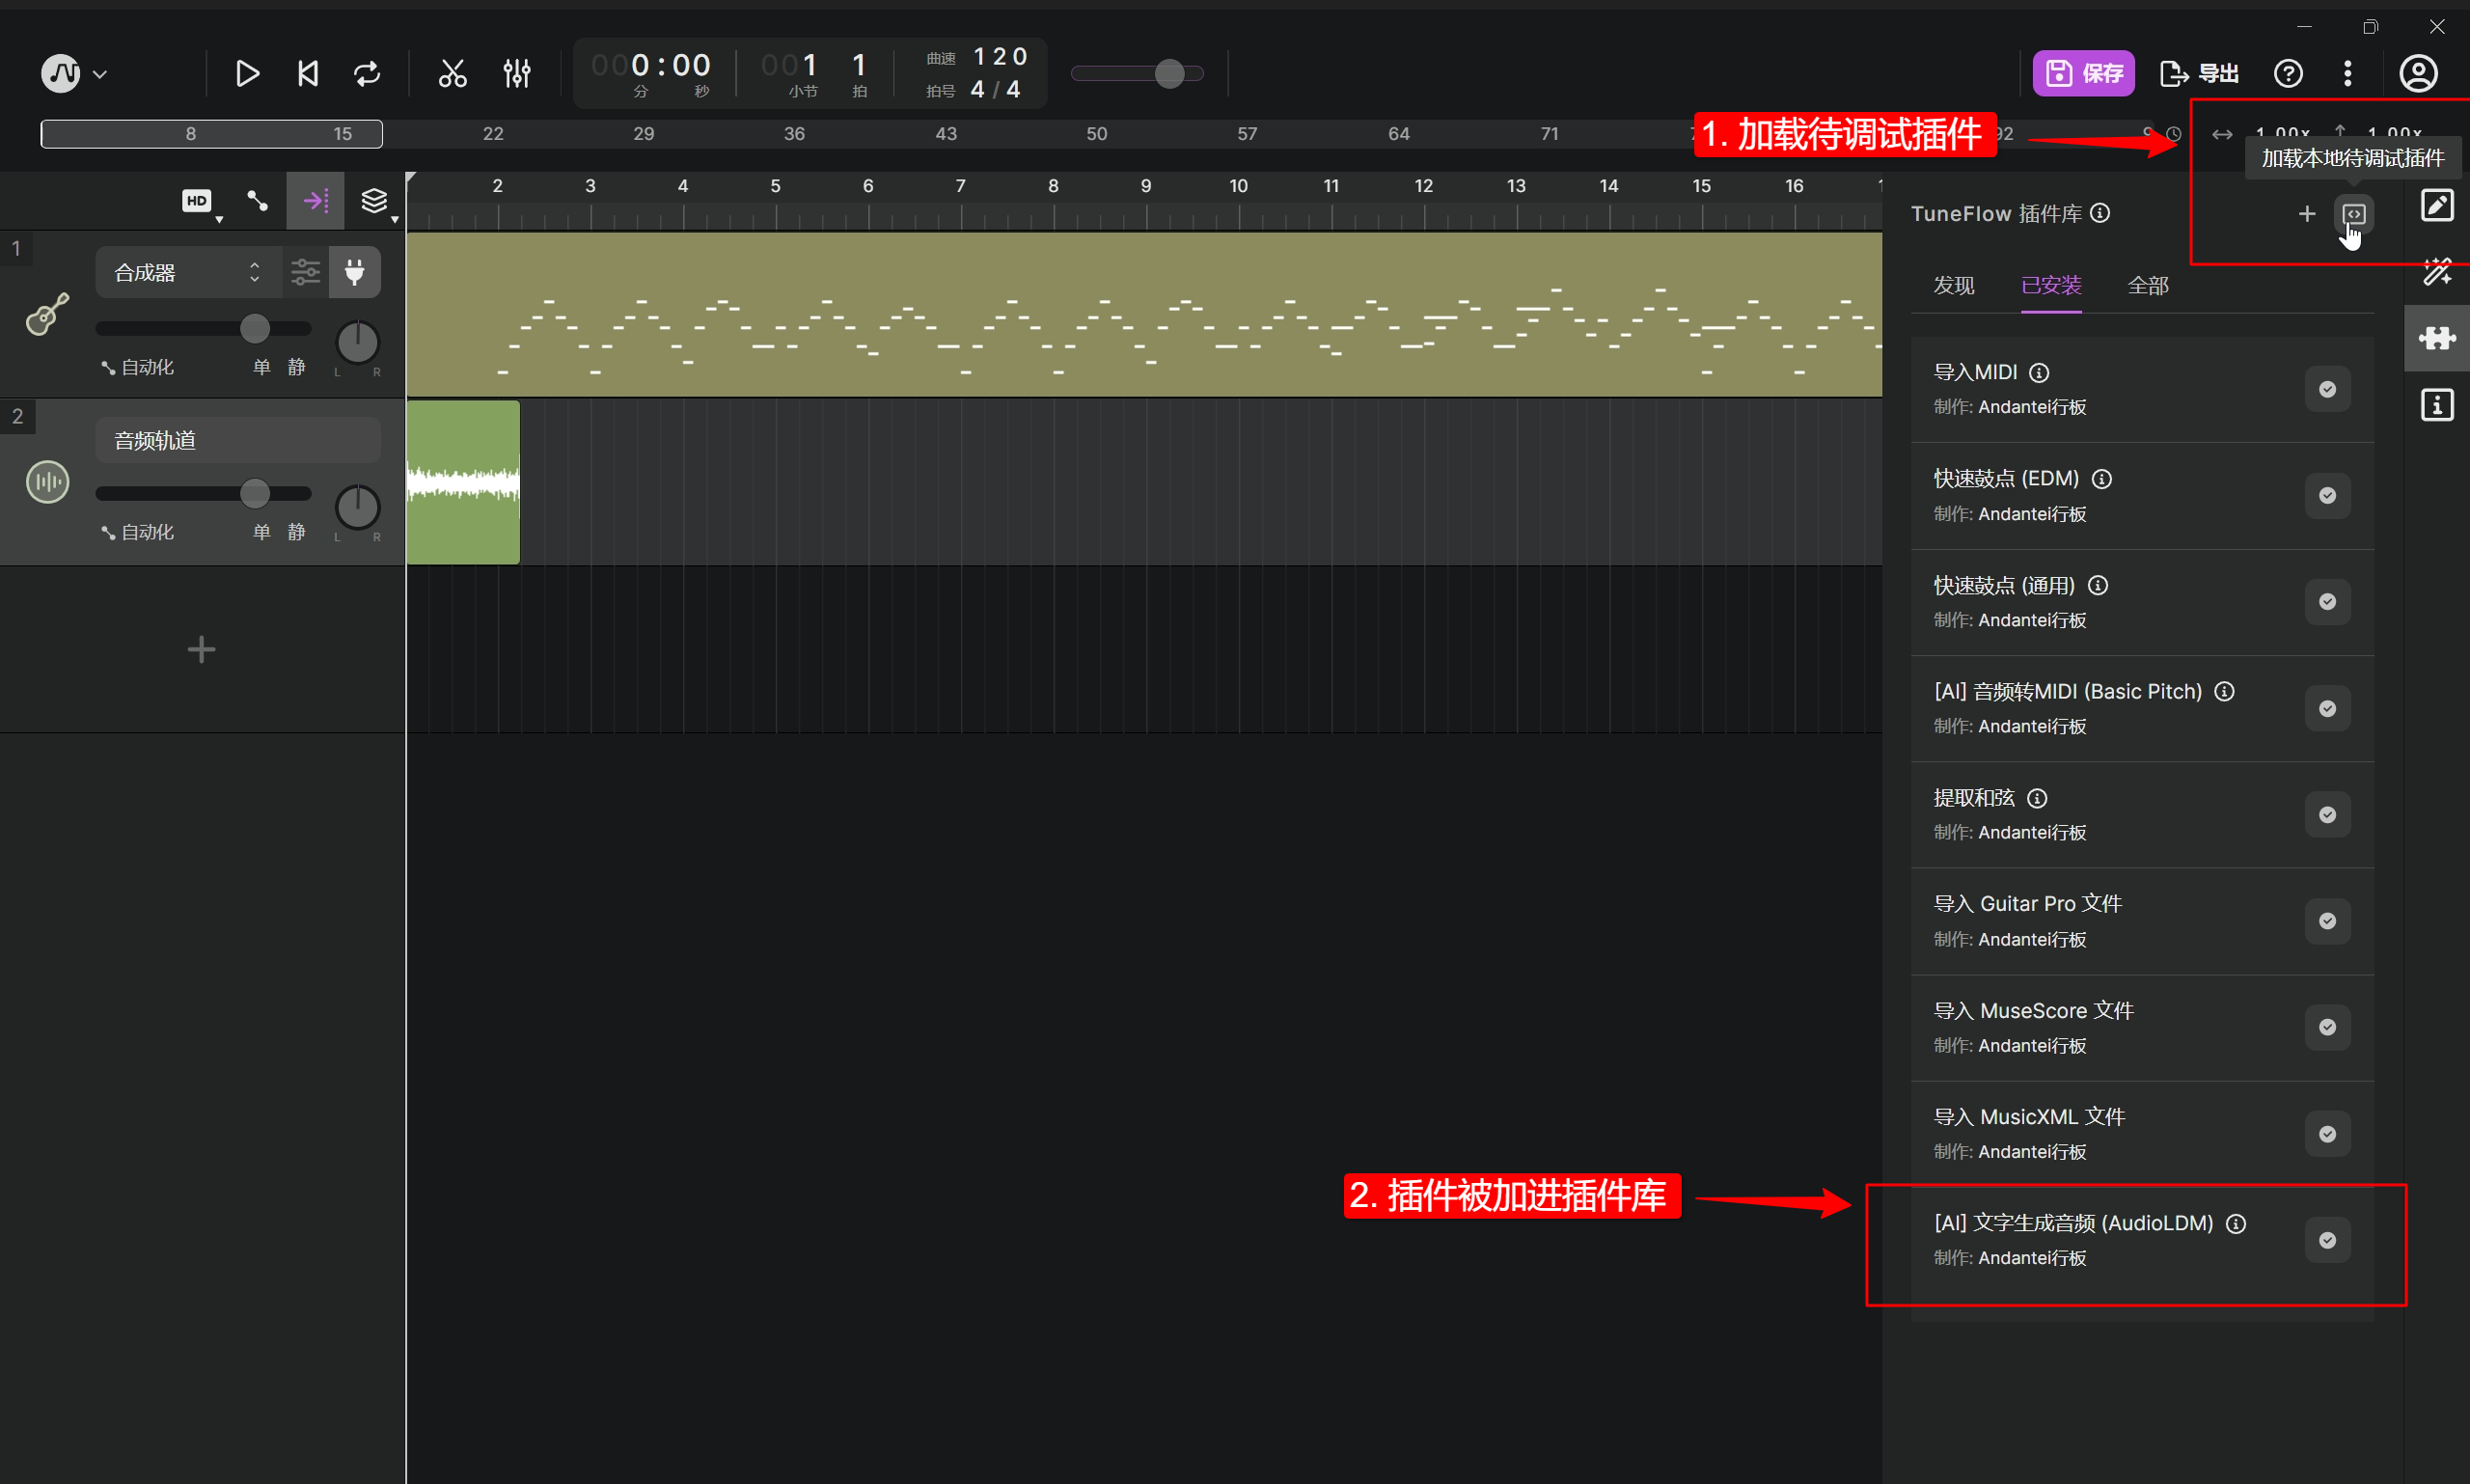 000:00
分 秒
001 1
小节 拍
曲速 120
拍号 4/4
保存
导出
8 15 22 29 36 43 50 57 64 71
1. 加载待调试插件
1.00x 1.00x
加载本地待调试插件
HD
2 3 4 5 6 7 8 9 10 11 12 13 14 15 16
TuneFlow 插件库
发现 已安装 全部
1
合成器
自动化 单 静 L R
2
音频轨道
自动化 单 静 L R
导入MIDI
制作: Andantei行板
快速鼓点 (EDM)
制作: Andantei行板
快速鼓点 (通用)
制作: Andantei行板
[AI] 音频转MIDI (Basic Pitch)
制作: Andantei行板
提取和弦
制作: Andantei行板
导入 Guitar Pro 文件
制作: Andantei行板
导入 MuseScore 文件
制作: Andantei行板
导入 MusicXML 文件
制作: Andantei行板
2. 插件被加进插件库
[AI] 文字生成音频 (AudioLDM)
制作: Andantei行板